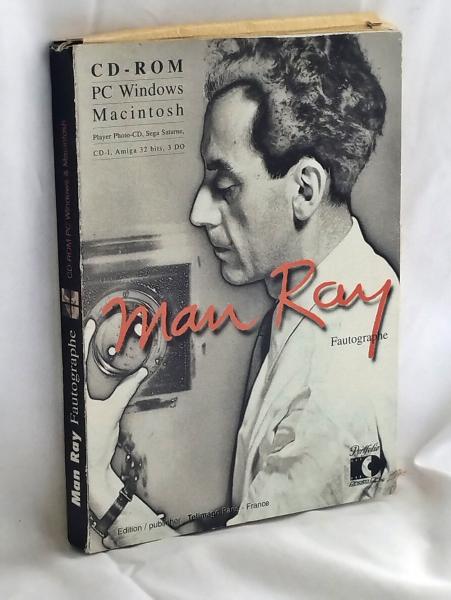 CD-ROM
PC Windows
Macintosh
Player Photo-CD, Sega Saturne,
CD-I, Amiga 32 bits, 3 DO
Man Ray
Fautographe
Portfolio
Edition / publisher : Télimage Paris - France
Man Ray Fautographe
CD-ROM PC Windows & Macintosh